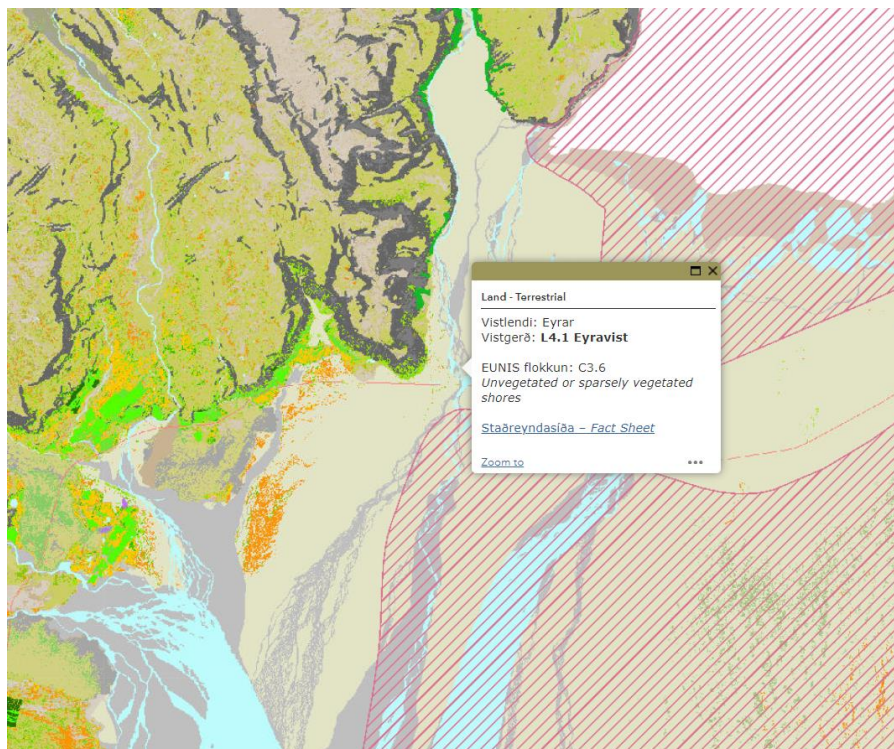 Land - Terrestrial
Vistlendi: Eyrar
Vistgerð: L4.1 Eyravist
EUNIS flokkun: C3.6
Unvegetated or sparsely vegetated
shores
Staðreyndasíða – Fact Sheet
Zoom to